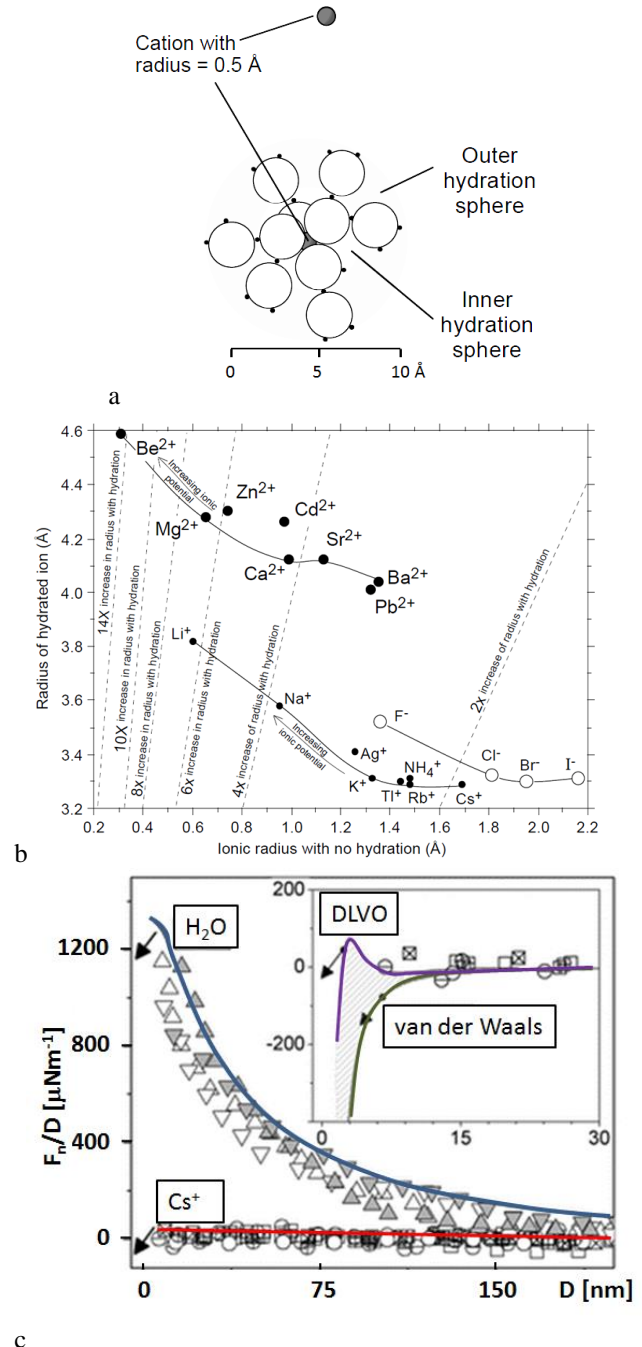 Cation with
radius = 0.5 Å
Outer
hydration
sphere
Inner
hydration
sphere
0 5 10 Å
a
4.6
4.4
4.2
4.0
3.8
3.6
3.4
3.2
Radius of hydrated ion (Å)
Be2+
Increasing ionic
potential
Zn2+
Cd2+
Mg2+
Sr2+
Ca2+
Ba2+
Pb2+
14X increase in radius with hydration
10X increase in radius with hydration
8x increase in radius with hydration
6x increase in radius with hydration
4x increase of radius with hydration
2x increase of radius with hydration
Li+
Na+
Increasing
ionic potential
F-
Ag+
K+
NH4+
Tl+
Rb+
Cs+
Cl-
Br-
I-
0.2 0.4 0.6 0.8 1.0 1.2 1.4 1.6 1.8 2.0 2.2
Ionic radius with no hydration (Å)
b
H2O
1200
800
400
0
Fn/D [μNm-1]
Cs+
200
0
-200
DLVO
van der Waals
0 15 30
0 75 150 D [nm]
c